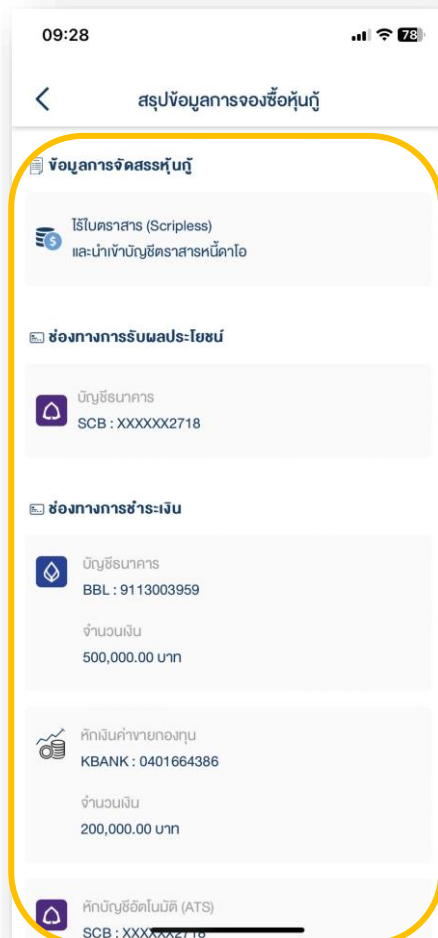 09:28
78
สรุปข้อมูลการจองซื้อหุ้นกู้
ข้อมูลการจัดสรรหุ้นกู้
ไร้ใบตราสาร (Scripless)
และนำเข้าบัญชีตราสารหนี้ดาโอ
ช่องทางการรับผลประโยชน์
บัญชีธนาคาร
SCB : XXXXXX2718
ช่องทางการชำระเงิน
บัญชีธนาคาร
BBL : 9113003959
จำนวนเงิน
500,000.00 บาท
หักเงินค่าขายกองทุน
KBANK : 0401664386
จำนวนเงิน
200,000.00 บาท
หักบัญชีอัตโนมัติ (ATS)
SCB : XXXXXX2718